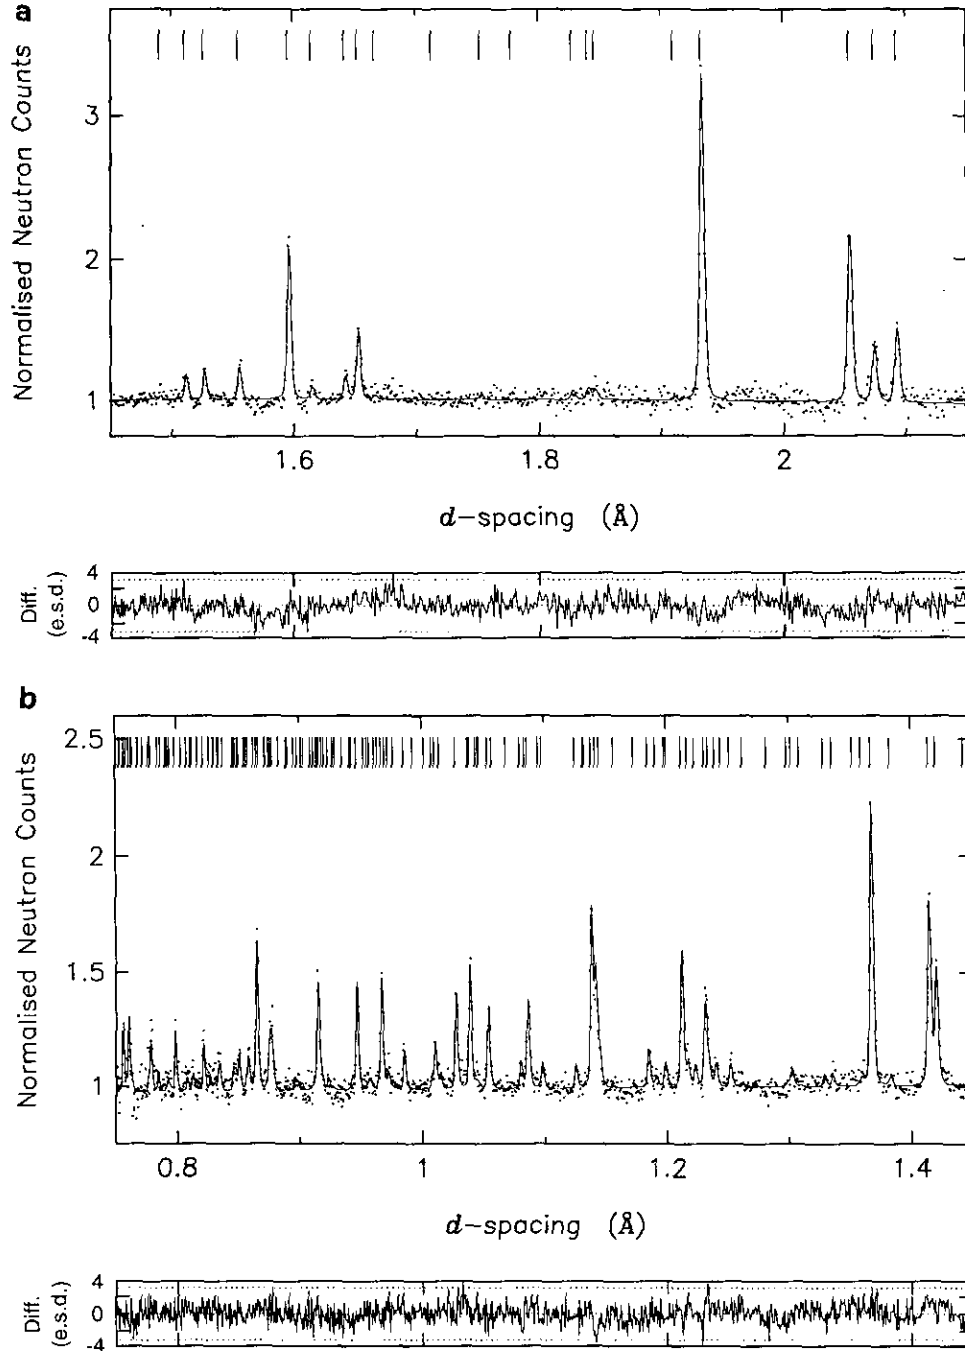 a
Normalised Neutron Counts
3
2
1
1.6
1.8
2
d-spacing (Å)
Diff.
(e.s.d.)
4
0
-4
b
Normalised Neutron Counts
2.5
2
1.5
1
0.8
1
1.2
1.4
d-spacing (Å)
Diff.
(e.s.d.)
4
0
-4